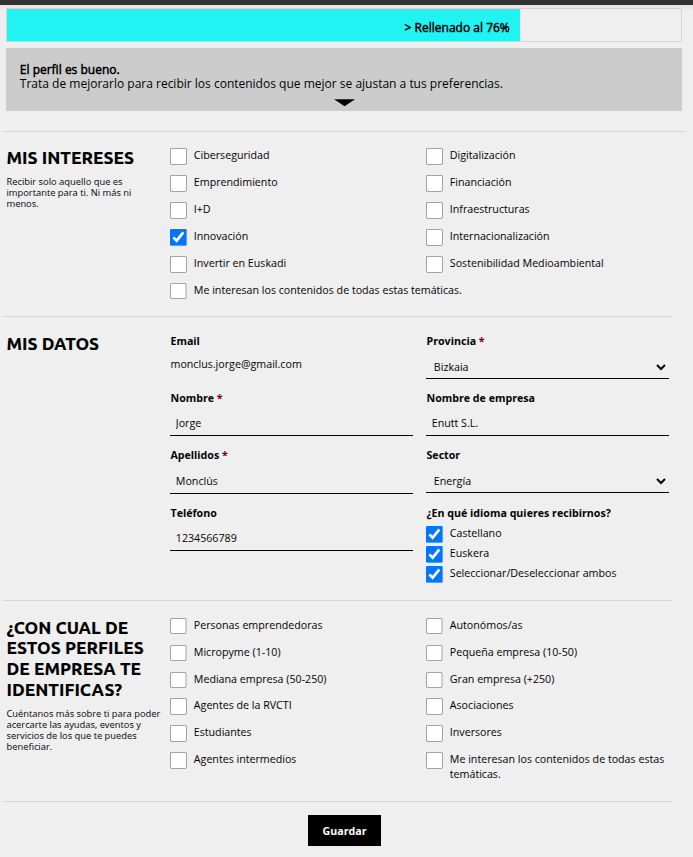 > Rellenado al 76%
El perfil es bueno.
Trata de mejorarlo para recibir los contenidos que mejor se ajustan a tus preferencias.
MIS INTERESES
Recibir solo aquello que es
importante para ti. Ni más ni
menos.
Ciberseguridad
Digitalización
Emprendimiento
Financiación
I+D
Infraestructuras
Innovación
Internacionalización
Invertir en Euskadi
Sostenibilidad Medioambiental
Me interesan los contenidos de todas estas temáticas.
MIS DATOS
Email
Provincia *
monclus.jorge@gmail.com
Bizkaia
Nombre *
Nombre de empresa
Jorge
Enutt S.L.
Apellidos *
Sector
Monclús
Energía
Teléfono
¿En qué idioma quieres recibirnos?
1234566789
Castellano
Euskera
Seleccionar/Deseleccionar ambos
¿CON CUAL DE
ESTOS PERFILES
DE EMPRESA TE
IDENTIFICAS?
Cuéntanos más sobre ti para poder
acercarte las ayudas, eventos y
servicios de los que te puedes
beneficiar.
Personas emprendedoras
Autonómos/as
Micropyme (1-10)
Pequeña empresa (10-50)
Mediana empresa (50-250)
Gran empresa (+250)
Agentes de la RVCTI
Asociaciones
Estudiantes
Inversores
Agentes intermedios
Me interesan los contenidos de todas estas
temáticas.
Guardar